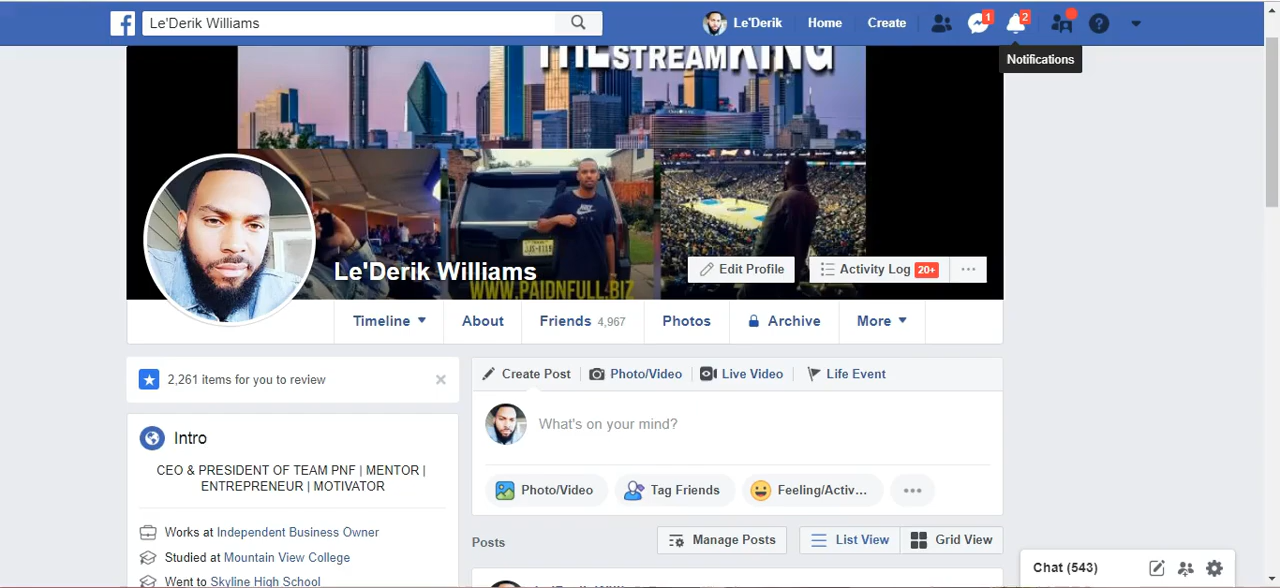 Le'Derik Williams
Le'Derik
Home
Create
1
2
Notifications
THE STREAMKING
WWW.PAIDNFULL.BIZ
Le'Derik Williams
Edit Profile
Activity Log 20+
Timeline
About
Friends 4,967
Photos
Archive
More
2,261 items for you to review
Create Post
Photo/Video
Live Video
Life Event
What's on your mind?
Intro
CEO & PRESIDENT OF TEAM PNF | MENTOR |
ENTREPRENEUR | MOTIVATOR
Photo/Video
Tag Friends
Feeling/Activ...
Works at Independent Business Owner
Studied at Mountain View College
Went to Skyline High School
Posts
Manage Posts
List View
Grid View
Chat (543)